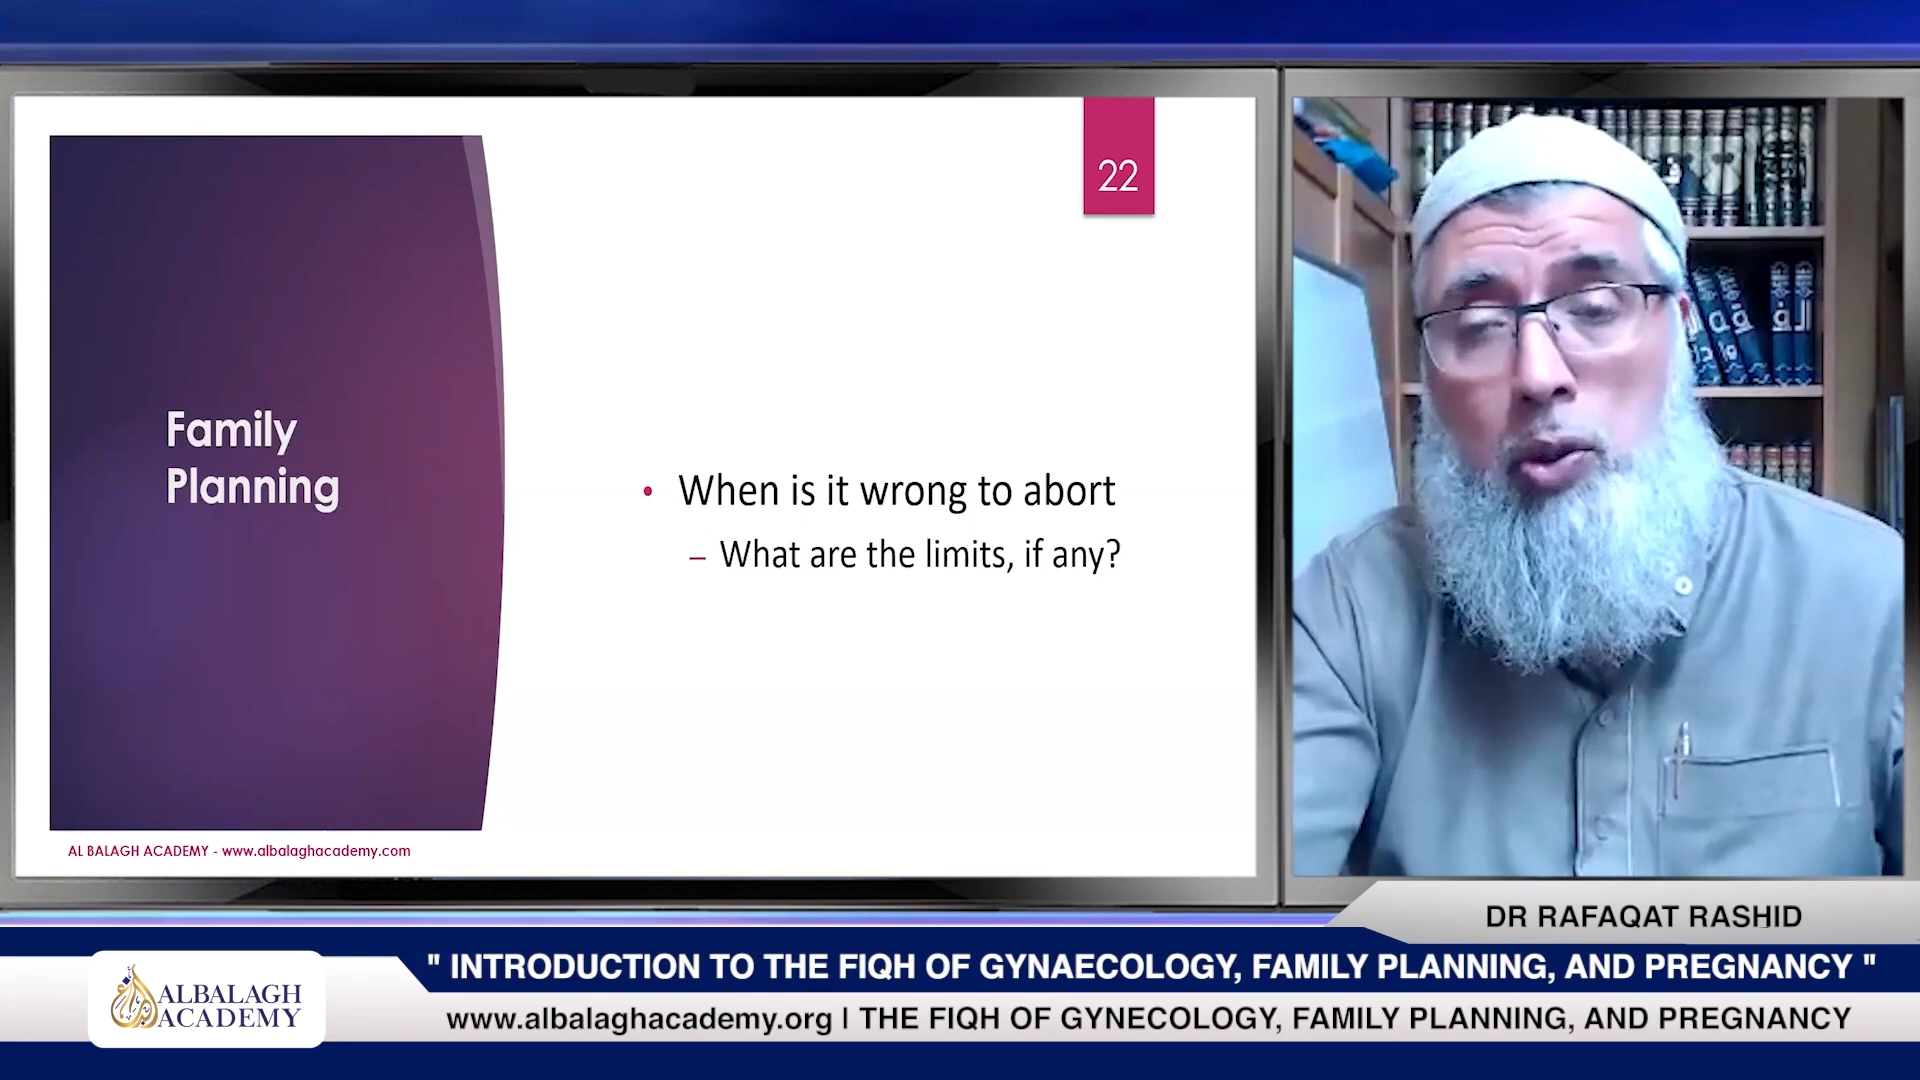 22
Family
Planning
• When is it wrong to abort
– What are the limits, if any?
AL BALAGH ACADEMY - www.albalaghacademy.com
DR RAFAQAT RASHID
" INTRODUCTION TO THE FIQH OF GYNAECOLOGY, FAMILY PLANNING, AND PREGNANCY "
ALBALAGH
ACADEMY
www.albalaghacademy.org | THE FIQH OF GYNECOLOGY, FAMILY PLANNING, AND PREGNANCY